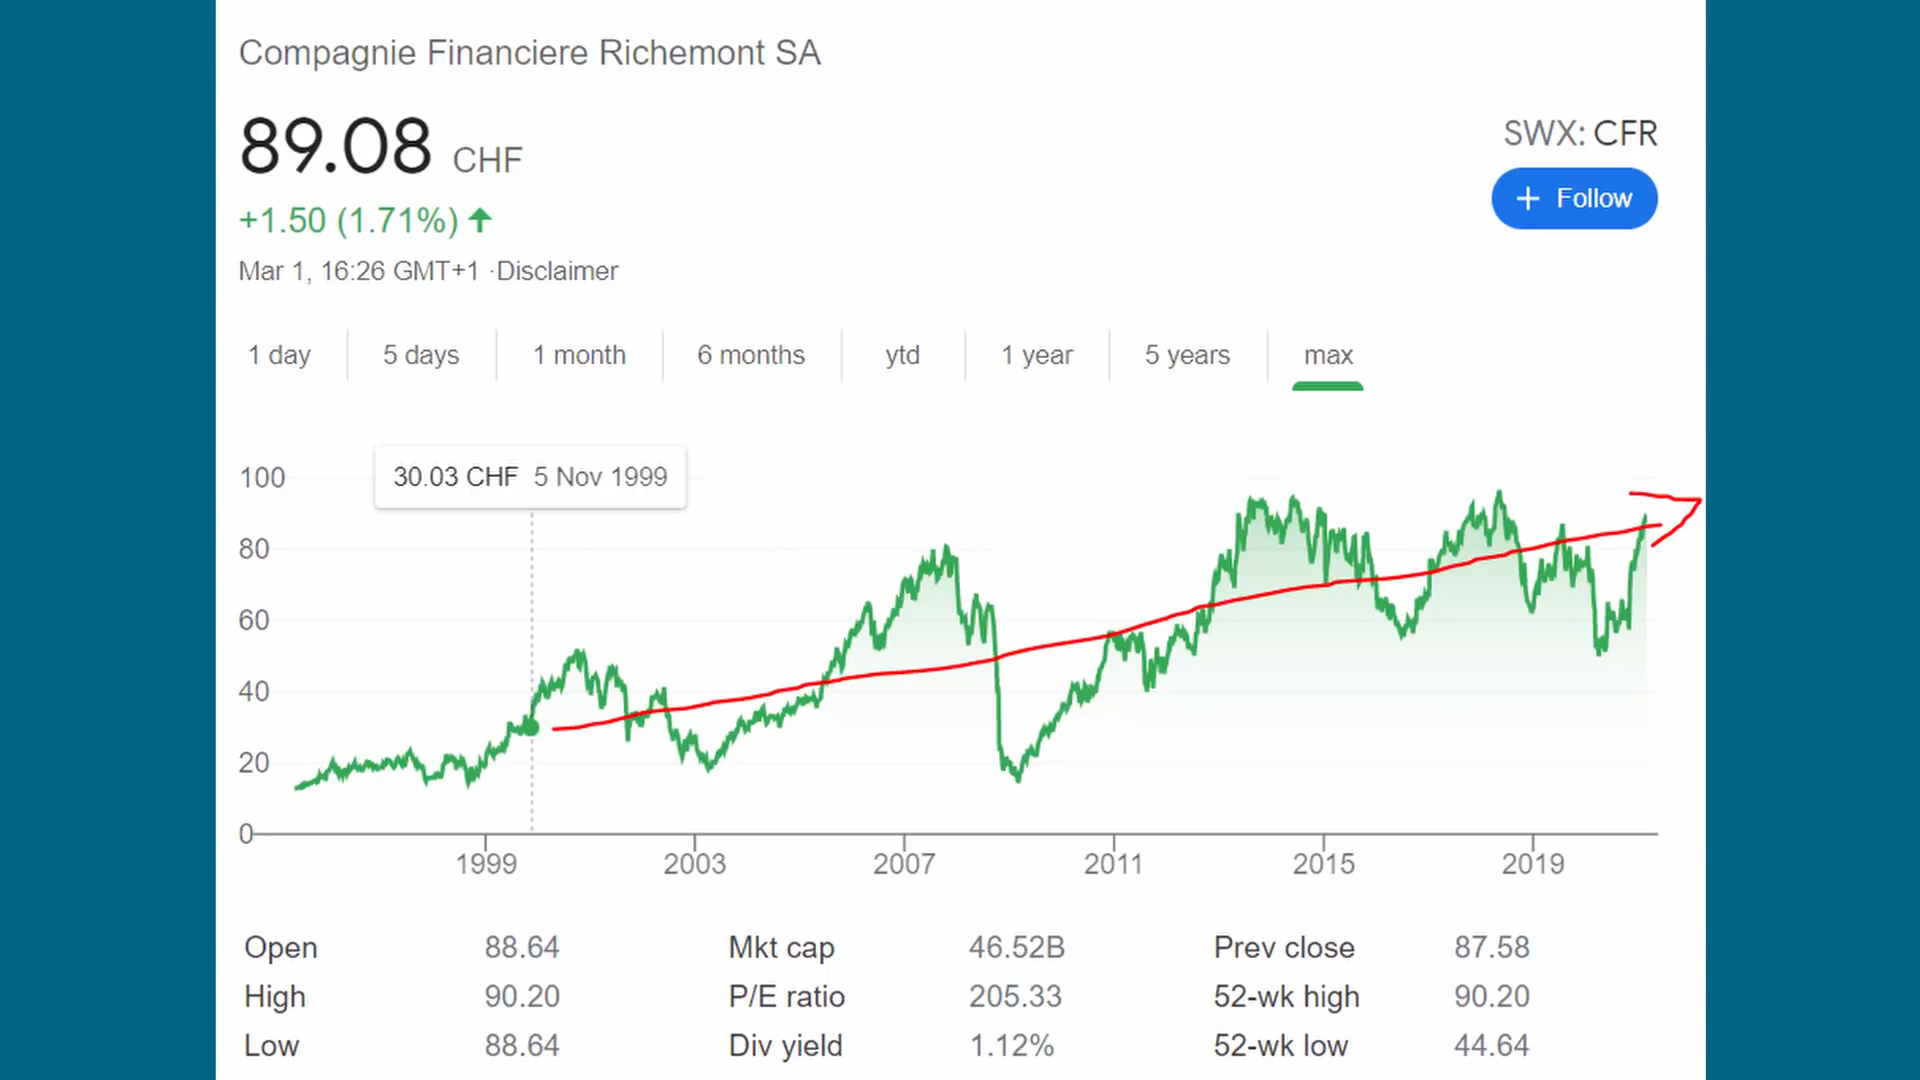 Compagnie Financiere Richemont SA
89.08 CHF
SWX: CFR
+ Follow
+1.50 (1.71%)
Mar 1, 16:26 GMT+1 ·Disclaimer
1 day 5 days 1 month 6 months ytd 1 year 5 years max
30.03 CHF 5 Nov 1999
100
80
60
40
20
0
1999 2003 2007 2011 2015 2019
Open 88.64 Mkt cap 46.52B Prev close 87.58
High 90.20 P/E ratio 205.33 52-wk high 90.20
Low 88.64 Div yield 1.12% 52-wk low 44.64